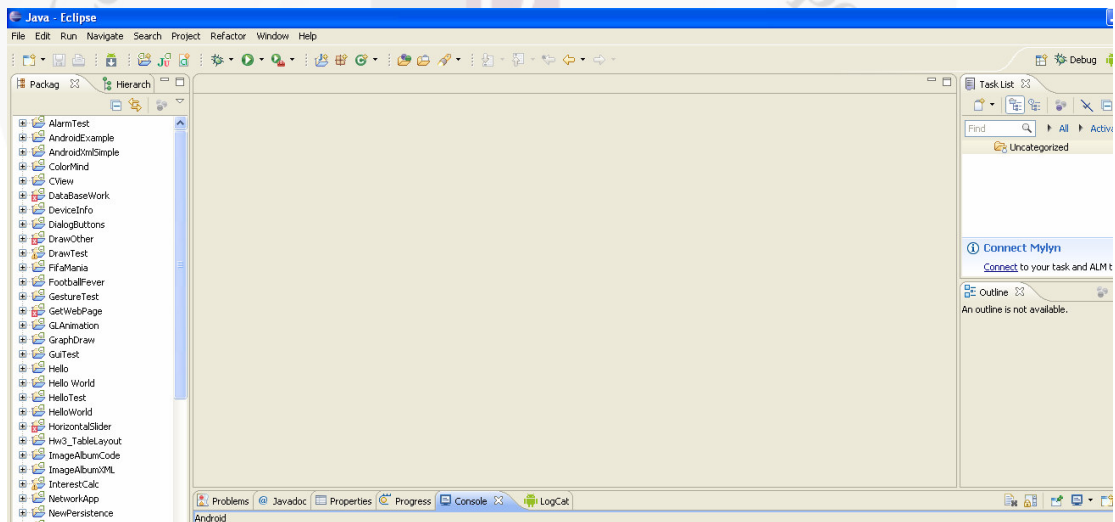 Java - Eclipse
File Edit Run Navigate Search Project Refactor Window Help
Debug
Packag Hierarch
AlarmTest
AndroidExample
AndroidXmlSimple
ColorMind
CView
DataBaseWork
DeviceInfo
DialogButtons
DrawOther
DrawTest
FifaMania
FootballFever
GestureTest
GetWebPage
GLAnimation
GraphDraw
GuiTest
Hello
Hello World
HelloTest
HelloWorld
HorizontalSlider
Hw3_TableLayout
ImageAlbumCode
ImageAlbumXML
InterestCalc
NetworkApp
NewPersistence
Task List
Find All Activa
Uncategorized
Connect Mylyn
Connect to your task and ALM t
Outline
An outline is not available.
Problems @ Javadoc Properties Progress Console LogCat
Android